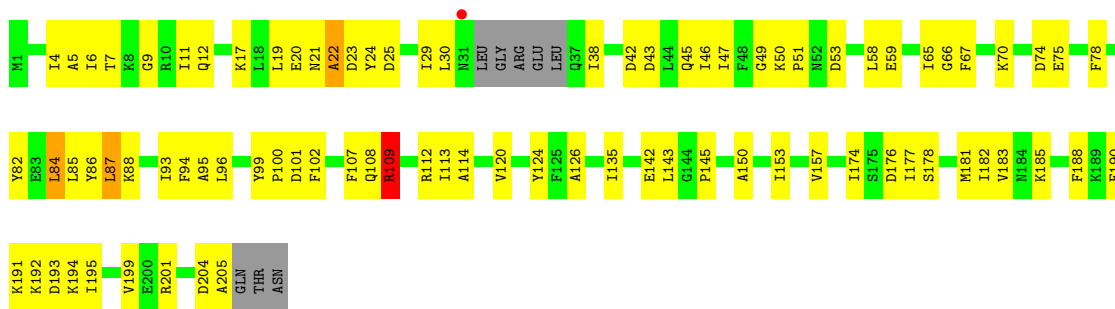 M1 I4 A5 I6 T7 K8 G9 R10 I11 Q12 K17 L18 L19 E20 N21 A22 D23 Y24 D25 I29 L30 N31 LEU GLY ARG GLU LEU Q37 I38 D42 D43 L44 Q45 I46 I47 F48 G49 K50 P51 N52 D53 L58 E59 I65 G66 F67 K70 D74 E75 F78
Y82 E83 L84 L85 Y86 L87 K88 I93 F94 A95 L96 Y99 P100 D101 F102 F107 Q108 R109 R112 I113 A114 V120 Y124 F125 A126 I135 E142 L143 G144 P145 A150 I153 V157 I174 S175 D176 I177 S178 M181 I182 V183 N184 K185 F188 K189
K191 K192 D193 K194 I195 V199 E200 R201 D204 A205 GLN THR ASN